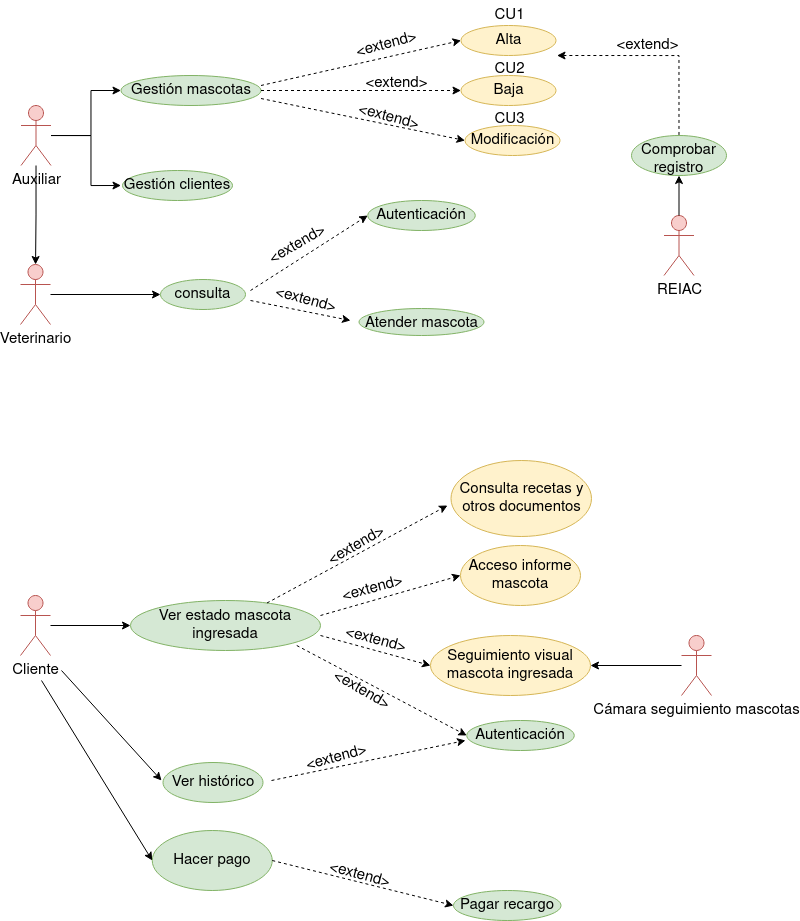 CU1
<extend>
Alta
<extend>
CU2
Gestión mascotas
<extend>
Baja
<extend>
CU3
Modificación
Comprobar
registro
Auxiliar
Gestión clientes
Autenticación
<extend>
REIAC
consulta
<extend>
Atender mascota
Veterinario
Consulta recetas y
otros documentos
<extend>
Acceso informe
mascota
<extend>
Ver estado mascota
ingresada
<extend>
Seguimiento visual
mascota ingresada
Cliente
<extend>
Cámara seguimiento mascotas
Autenticación
<extend>
Ver histórico
Hacer pago
<extend>
Pagar recargo